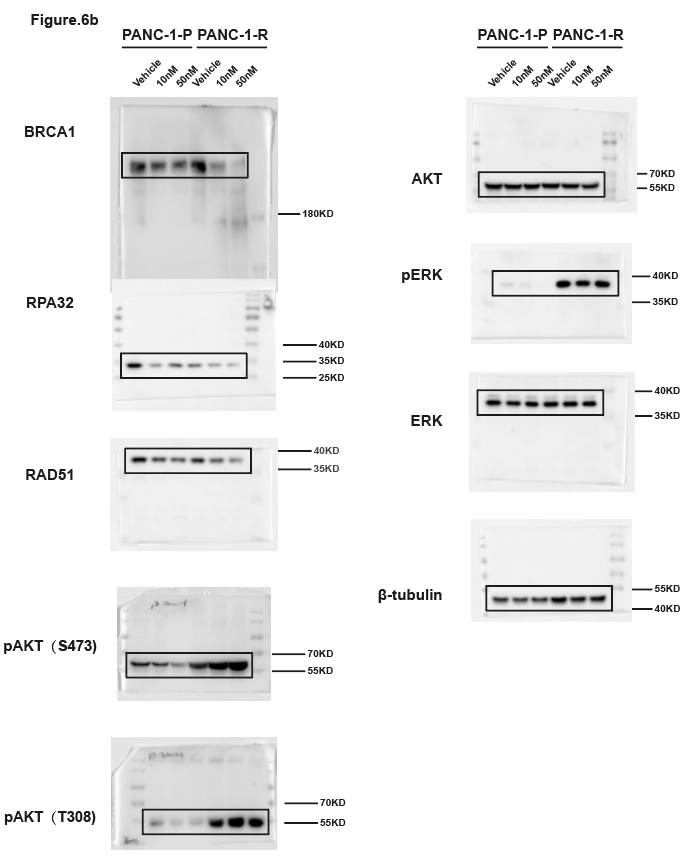 Figure.6b
PANC-1-P PANC-1-R
Vehicle 10nM 50nM Vehicle 10nM 50nM
BRCA1
180KD
RPA32
40KD
35KD
25KD
RAD51
40KD
35KD
pAKT（S473)
70KD
55KD
pAKT（T308)
70KD
55KD
PANC-1-P PANC-1-R
Vehicle 10nM 50nM Vehicle 10nM 50nM
AKT
70KD
55KD
pERK
40KD
35KD
ERK
40KD
35KD
β-tubulin
55KD
40KD